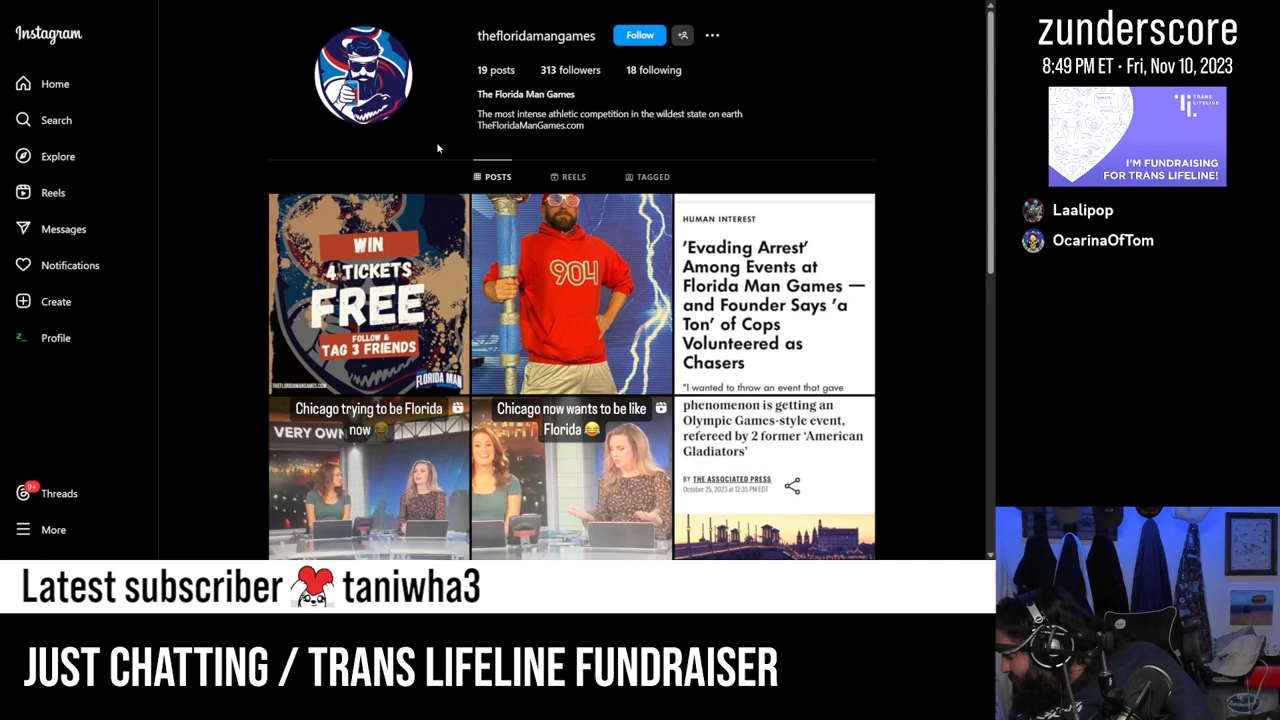 Instagram
Home
Search
Explore
Reels
Messages
Notifications
Create
Profile
9+
Threads
More
thefloridamangames
Follow
19 posts
313 followers
18 following
The Florida Man Games
The most intense athletic competition in the wildest state on earth
TheFloridaManGames.com
POSTS
REELS
TAGGED
WIN
4 TICKETS
FREE
FOLLOW &
TAG 3 FRIENDS
THEFLORIDAMANGAMES.COM
FLORIDA MAN
904
HUMAN INTEREST
'Evading Arrest'
Among Events at
Florida Man Games —
and Founder Says 'a
Ton' of Cops
Volunteered as
Chasers
"I wanted to throw an event that gave
Chicago trying to be Florida
now
VERY OWN
Chicago now wants to be like
Florida
phenomenon is getting an
Olympic Games-style event,
refereed by 2 former 'American
Gladiators'
BY THE ASSOCIATED PRESS
October 25, 2023 at 12:35 PM EDT
zunderscore
8:49 PM ET · Fri, Nov 10, 2023
TRANS
LIFELINE
I'M FUNDRAISING
FOR TRANS LIFELINE!
Laalipop
OcarinaOfTom
Latest subscriber taniwha3
JUST CHATTING / TRANS LIFELINE FUNDRAISER